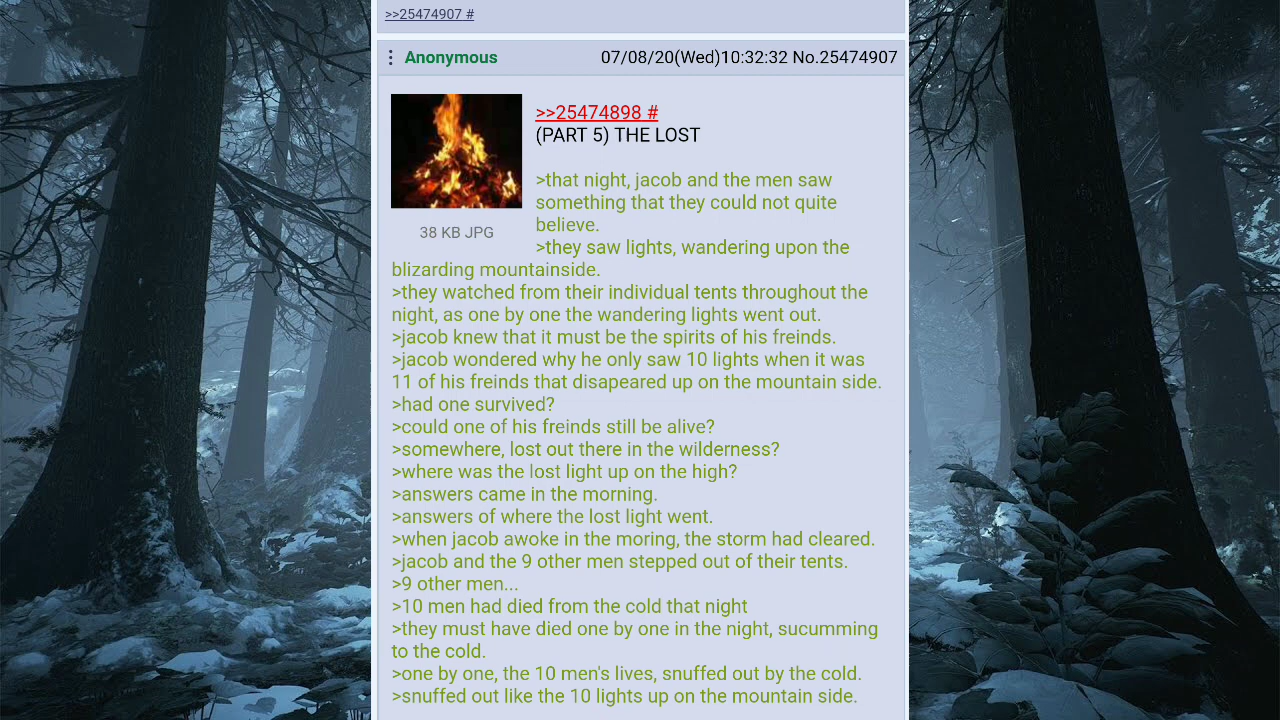 >>25474907 #
Anonymous 07/08/20(Wed)10:32:32 No.25474907
>>25474898 #
(PART 5) THE LOST
>that night, jacob and the men saw
something that they could not quite
believe.
38 KB JPG
>they saw lights, wandering upon the
blizarding mountainside.
>they watched from their individual tents throughout the
night, as one by one the wandering lights went out.
>jacob knew that it must be the spirits of his freinds.
>jacob wondered why he only saw 10 lights when it was
11 of his freinds that disapeared up on the mountain side.
>had one survived?
>could one of his freinds still be alive?
>somewhere, lost out there in the wilderness?
>where was the lost light up on the high?
>answers came in the morning.
>answers of where the lost light went.
>when jacob awoke in the moring, the storm had cleared.
>jacob and the 9 other men stepped out of their tents.
>9 other men...
>10 men had died from the cold that night
>they must have died one by one in the night, sucumming
to the cold.
>one by one, the 10 men's lives, snuffed out by the cold.
>snuffed out like the 10 lights up on the mountain side.